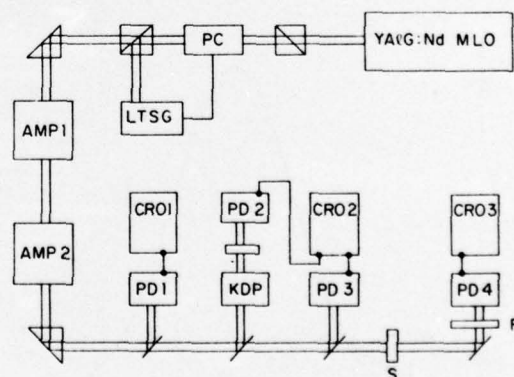 PC
YAℓG:Nd MLO
LTSG
AMP1
AMP 2
CRO1
PD 2
CRO2
CRO3
PD1
KDP
PD 3
PD4
S